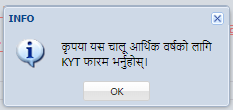 INFO
कृपया यस चालू आर्थिक वर्षको लागि
KYT फारम भर्नुहोस्।
OK